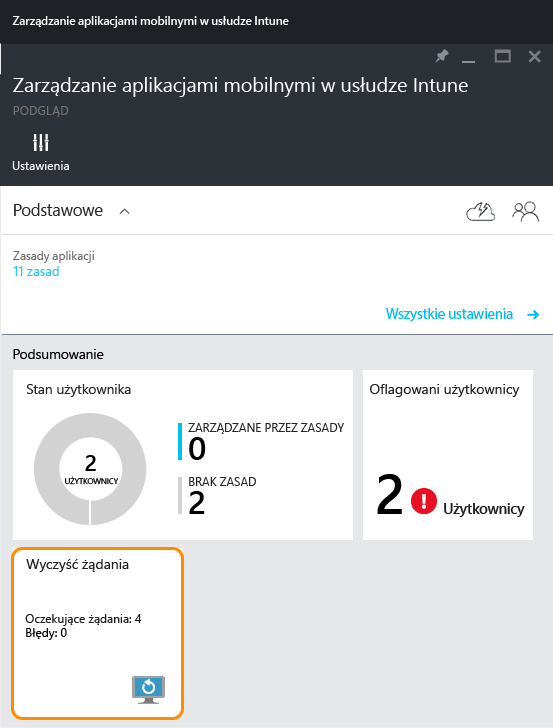 Zarządzanie aplikacjami mobilnymi w usłudze Intune
Zarządzanie aplikacjami mobilnymi w usłudze Intune
PODGLĄD
Ustawienia
Podstawowe
Zasady aplikacji
11 zasad
Wszystkie ustawienia →
Podsumowanie
Stan użytkownika
2
UŻYTKOWNICY
ZARZĄDZANE PRZEZ ZASADY
0
BRAK ZASAD
2
Oflagowani użytkownicy
2 ! Użytkownicy
Wyczyść żądania
Oczekujące żądania: 4
Błędy: 0